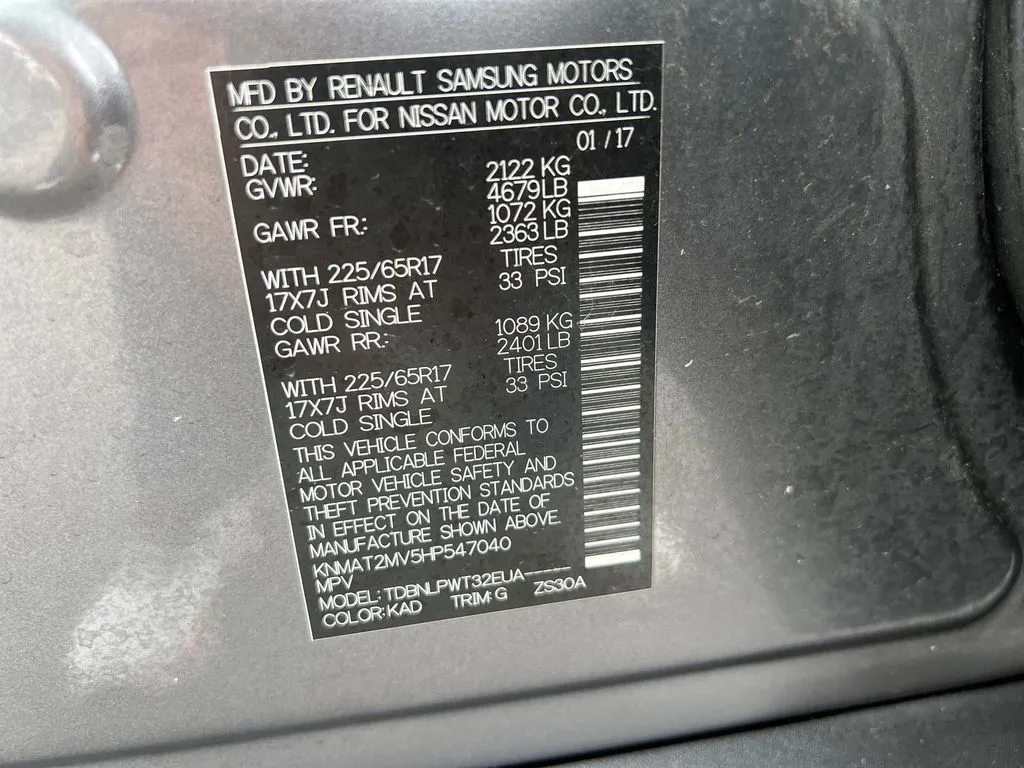 MFD BY RENAULT SAMSUNG MOTORS
CO., LTD. FOR NISSAN MOTOR CO., LTD.
DATE: 01 / 17
GVWR: 2122 KG
4679LB
GAWR FR.: 1072 KG
2363 LB
WITH 225/65R17 TIRES
17X7J RIMS AT 33 PSI
COLD SINGLE
GAWR RR.: 1089 KG
2401LB
WITH 225/65R17 TIRES
17X7J RIMS AT 33 PSI
COLD SINGLE
THIS VEHICLE CONFORMS TO
ALL APPLICABLE FEDERAL
MOTOR VEHICLE SAFETY AND
THEFT PREVENTION STANDARDS
IN EFFECT ON THE DATE OF
MANUFACTURE SHOWN ABOVE.
KNMAT2MV5HP547040
MPV
MODEL: TDBNLPWT32EUA-----
COLOR: KAD TRIM: G ZS30A